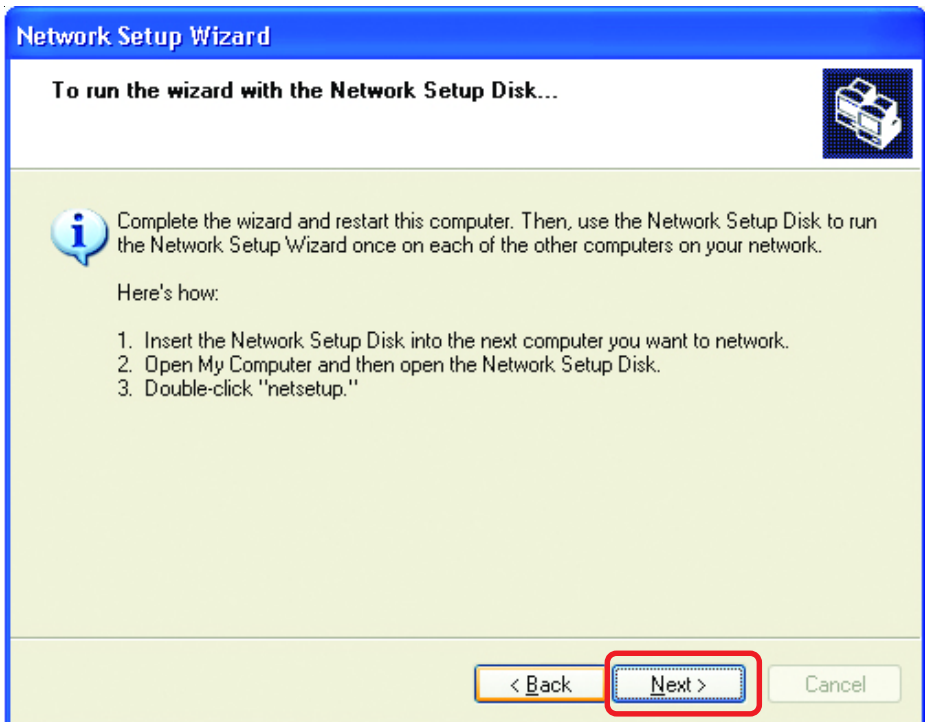 Network Setup Wizard
To run the wizard with the Network Setup Disk...
Complete the wizard and restart this computer. Then, use the Network Setup Disk to run
the Network Setup Wizard once on each of the other computers on your network.
Here's how:
1. Insert the Network Setup Disk into the next computer you want to network.
2. Open My Computer and then open the Network Setup Disk.
3. Double-click "netsetup."
< Back
Next >
Cancel